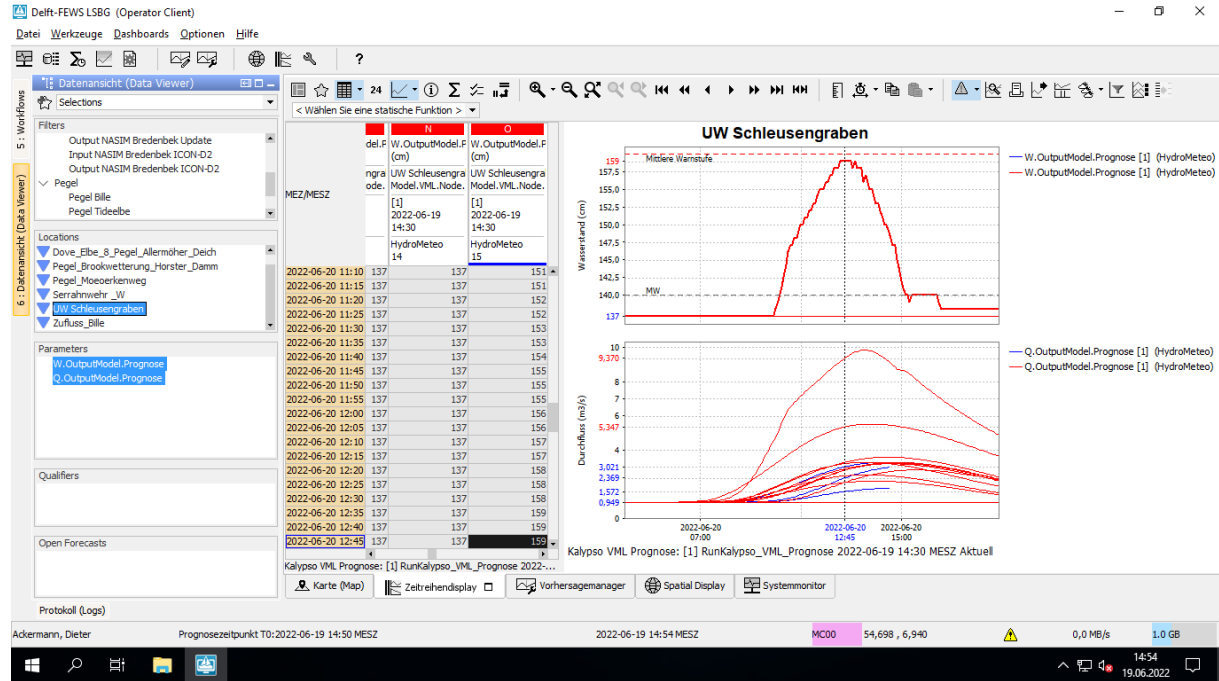 Delft-FEWS LSBG (Operator Client)
Datei Werkzeuge Dashboards Optionen Hilfe
24
?
5 : Workflows
6 : Datenansicht (Data Viewer)
Datenansicht (Data Viewer)
Selections
Filters
Output NASIM Bredenbek Update
Input NASIM Bredenbek ICON-D2
Output NASIM Bredenbek ICON-D2
Pegel
Pegel Bille
Pegel Tideelbe
Locations
Dove_Elbe_8_Pegel_Allermöher_Deich
Pegel_Brookwetterung_Horster_Damm
Pegel_Moeoerkenweg
Serrahnwehr _W
UW Schleusengraben
Zufluss_Bille
Parameters
W.OutputModel.Prognose
Q.OutputModel.Prognose
Qualifiers
Open Forecasts
Protokoll (Logs)
< Wählen Sie eine statische Funktion >
N O
del.F W.OutputModel.F W.OutputModel.F
(cm) (cm)
ngra UW Schleusengra UW Schleusengra
ode. Model.VML.Node. Model.VML.Node.
MEZ/MESZ
[1] [1]
2022-06-19 2022-06-19
14:30 14:30
HydroMeteo HydroMeteo
14 15
2022-06-20 11:10 137 137 151
2022-06-20 11:15 137 137 151
2022-06-20 11:20 137 137 152
2022-06-20 11:25 137 137 152
2022-06-20 11:30 137 137 153
2022-06-20 11:35 137 137 153
2022-06-20 11:40 137 137 154
2022-06-20 11:45 137 137 155
2022-06-20 11:50 137 137 155
2022-06-20 11:55 137 137 155
2022-06-20 12:00 137 137 156
2022-06-20 12:05 137 137 156
2022-06-20 12:10 137 137 157
2022-06-20 12:15 137 137 157
2022-06-20 12:20 137 137 158
2022-06-20 12:25 137 137 158
2022-06-20 12:30 137 137 158
2022-06-20 12:35 137 137 159
2022-06-20 12:40 137 137 159
2022-06-20 12:45 137 137 159
Kalypso VML Prognose: [1] RunKalypso_VML_Prognose 2022-...
UW Schleusengraben
Wasserstand (cm)
159
157,5
155,0
152,5
150,0
147,5
145,0
142,5
140,0
137
Mittlere Warnstufe
MW
W.OutputModel.Prognose [1] (HydroMeteo)
W.OutputModel.Prognose [1] (HydroMeteo)
Durchfluss (m3/s)
10
9,370
8
7
6
5,347
4
3,021
2,369
1,572
0,949
0
Q.OutputModel.Prognose [1] (HydroMeteo)
Q.OutputModel.Prognose [1] (HydroMeteo)
2022-06-20 2022-06-20 2022-06-20
07:00 12:45 15:00
Kalypso VML Prognose: [1] RunKalypso_VML_Prognose 2022-06-19 14:30 MESZ Aktuell
Karte (Map) Zeitreihendisplay Vorhersagemanager Spatial Display Systemmonitor
Ackermann, Dieter Prognosezeitpunkt T0:2022-06-19 14:50 MESZ 2022-06-19 14:54 MESZ MC00 54,698 , 6,940 0,0 MB/s 1.0 GB
14:54
19.06.2022